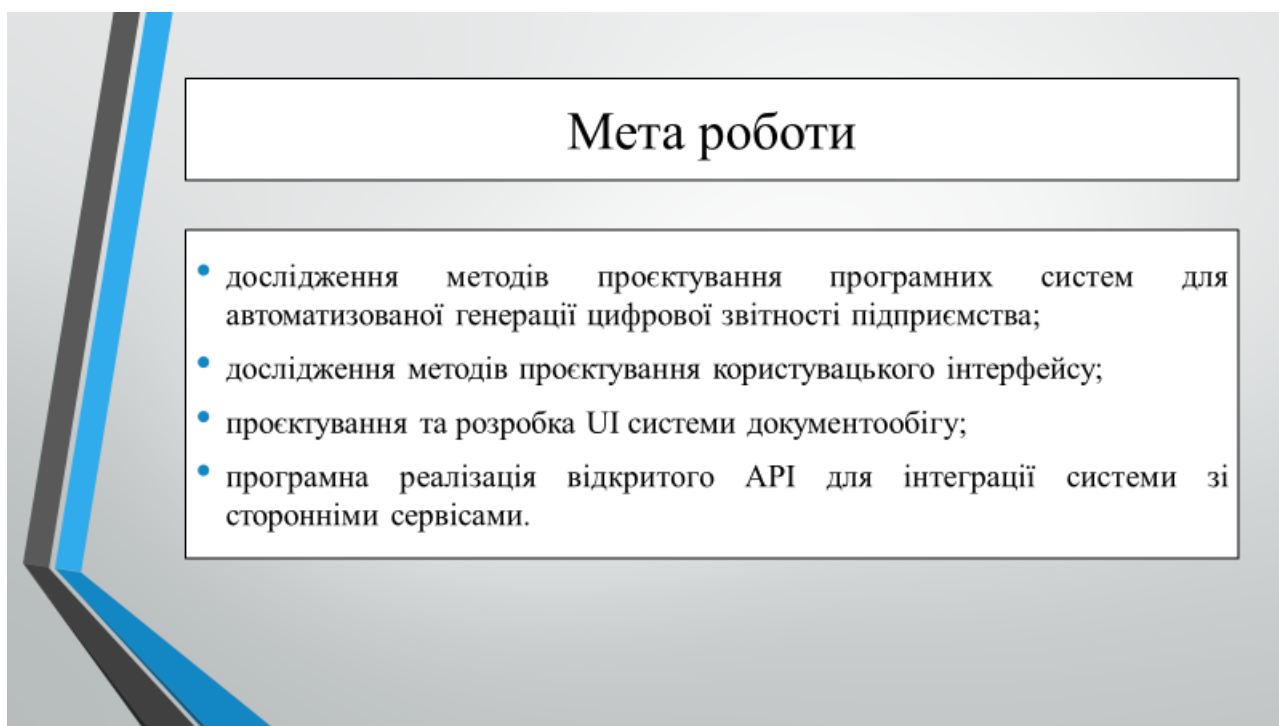 Мета роботи
• дослідження методів проєктування програмних систем для
автоматизованої генерації цифрової звітності підприємства;
• дослідження методів проєктування користувацького інтерфейсу;
• проєктування та розробка UI системи документообігу;
• програмна реалізація відкритого API для інтеграції системи зі
сторонніми сервісами.